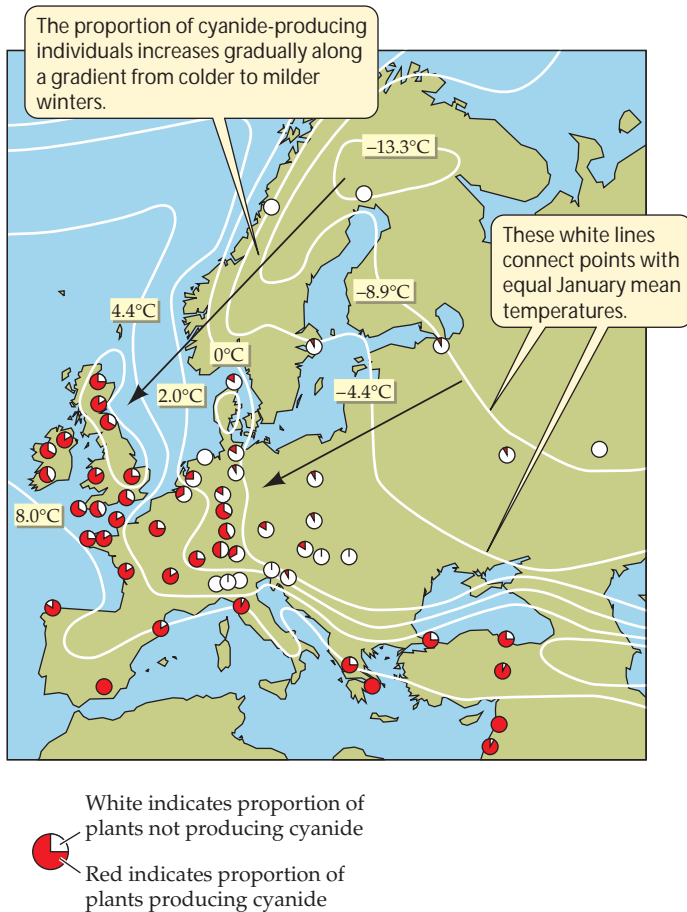 The proportion of cyanide-producing
individuals increases gradually along
a gradient from colder to milder
winters.
–13.3°C
These white lines
connect points with
equal January mean
temperatures.
–8.9°C
4.4°C
0°C
2.0°C
–4.4°C
8.0°C
White indicates proportion of
plants not producing cyanide
Red indicates proportion of
plants producing cyanide